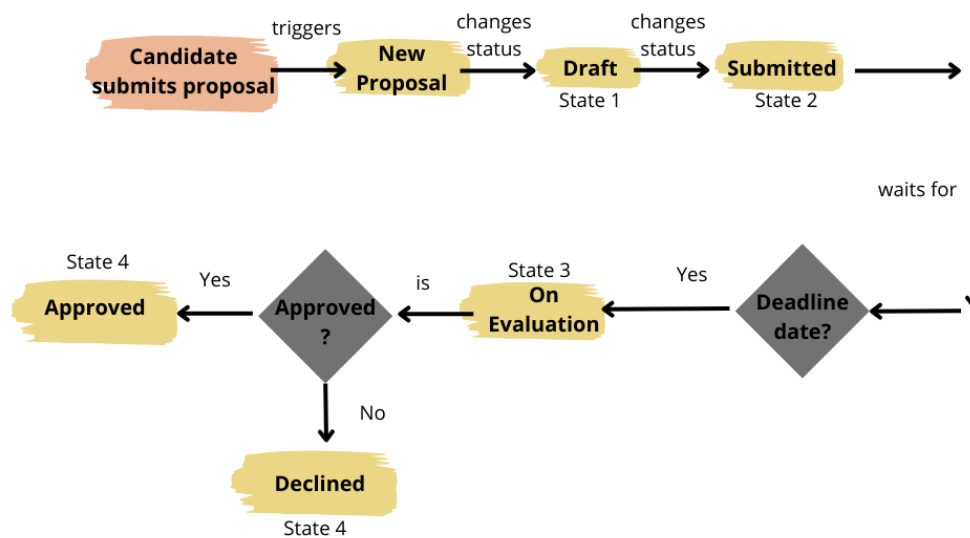 triggers
changes
status
changes
status
Candidate
submits proposal
New
Proposal
Draft
Submitted
State 1
State 2
waits for
State 4
Yes
is
State 3
Yes
Approved
Approved
?
On
Evaluation
Deadline
date?
No
Declined
State 4